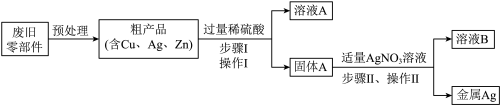 废旧
零部件
预处理
粗产品
(含Cu、Ag、Zn)
过量稀硫酸
步骤I
操作I
溶液A
固体A
适量AgNO₃溶液
步骤II、操作II
溶液B
金属Ag